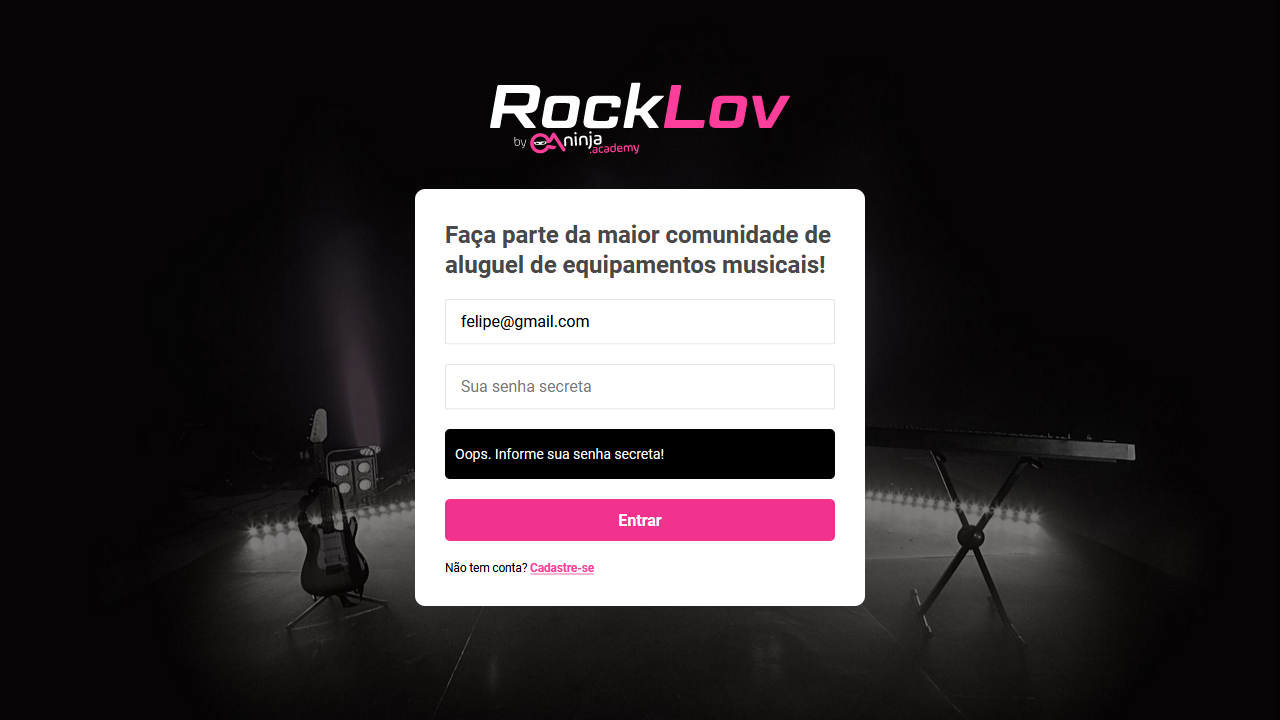 RockLov
by QAninja
.academy
Faça parte da maior comunidade de
aluguel de equipamentos musicais!
felipe@gmail.com
Sua senha secreta
Oops. Informe sua senha secreta!
Entrar
Não tem conta? Cadastre-se